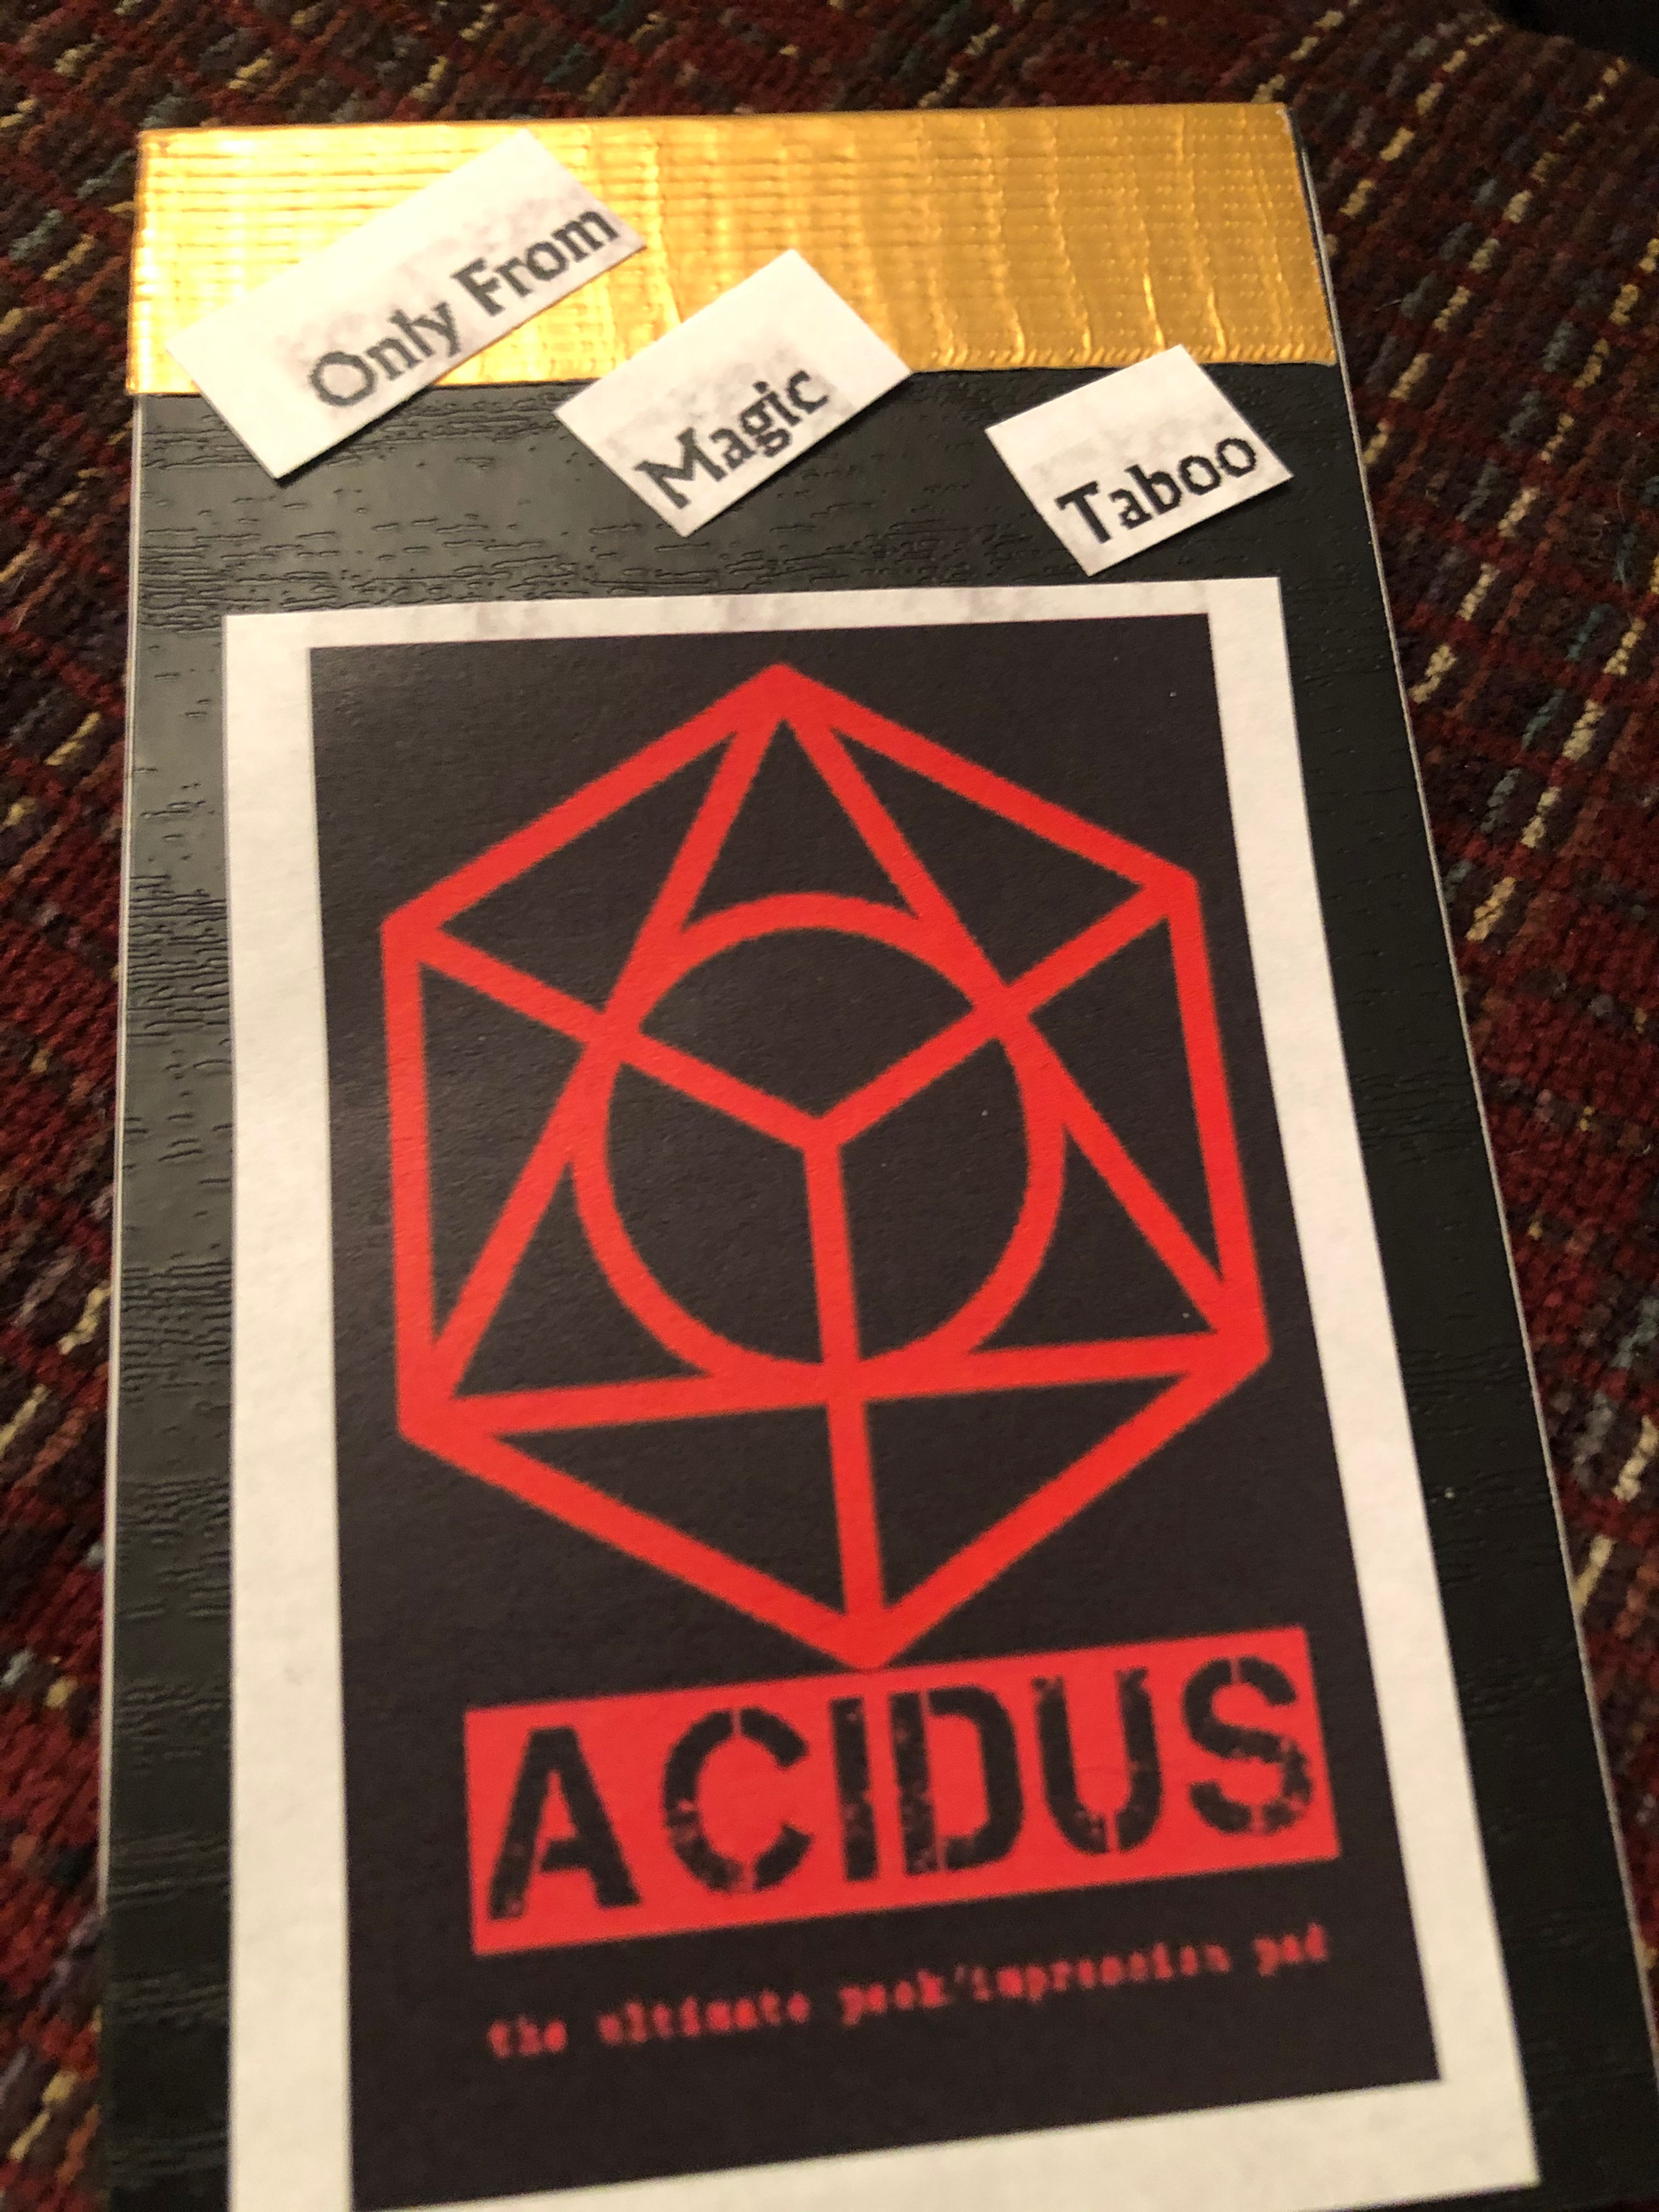 Only From
Magic
Taboo
ACIDUS
the ultimate peek/impression pad